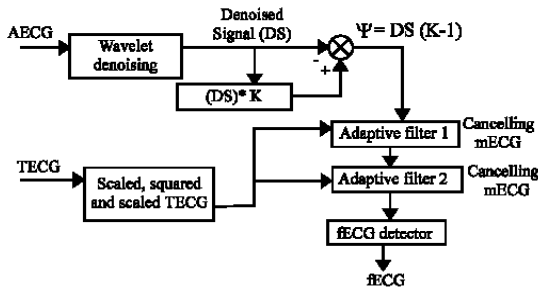 Denoised
Signal (DS)
AECG
Wavelet
denoising
Ψ = DS (K-1)
-
+
(DS)* K
Adaptive filter 1
Cancelling
mECG
TECG
Scaled, squared
and scaled TECG
Adaptive filter 2
Cancelling
mECG
fECG detector
fECG